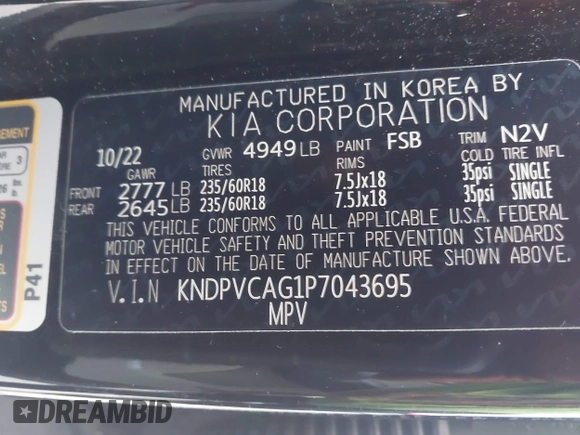 MANUFACTURED IN KOREA BY
KIA CORPORATION
10/22 GVWR 4949 LB PAINT FSB TRIM N2V
GAWR TIRES RIMS COLD TIRE INFL
FRONT 2777 LB 235/60R18 7.5Jx18 35psi SINGLE
REAR 2645 LB 235/60R18 7.5Jx18 35psi SINGLE
THIS VEHICLE CONFORMS TO ALL APPLICABLE U.S.A. FEDERAL
MOTOR VEHICLE SAFETY AND THEFT PREVENTION STANDARDS
IN EFFECT ON THE DATE OF MANUFACTURE SHOWN ABOVE.
V.I.N KNDPVCAG1P7043695
MPV
3
lbs.
P41
DREAMBID